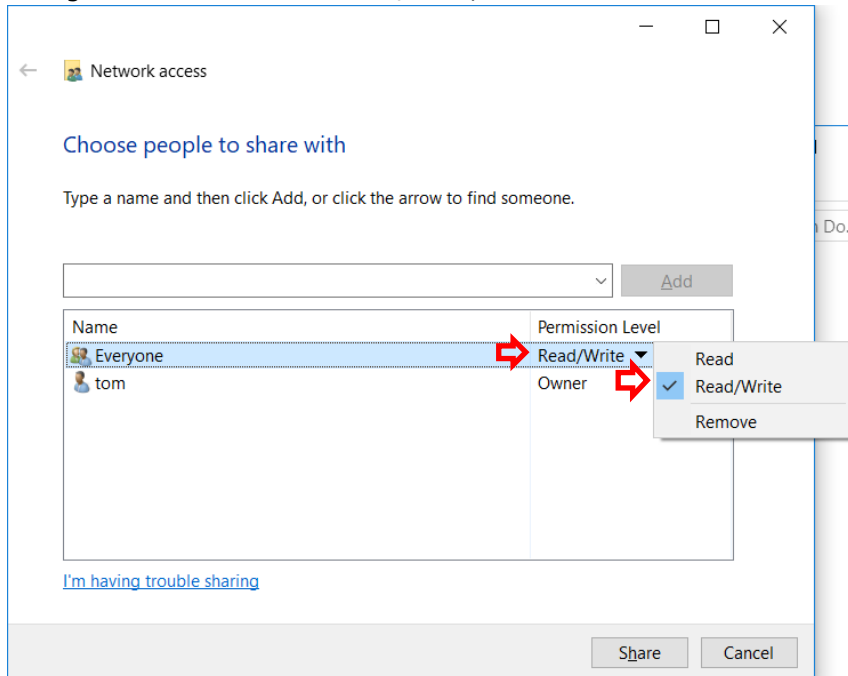 Network access
Choose people to share with
Type a name and then click Add, or click the arrow to find someone.
Add
Name Permission Level
Everyone Read/Write
tom Owner
Read
Read/Write
Remove
I'm having trouble sharing
Share Cancel
Do.